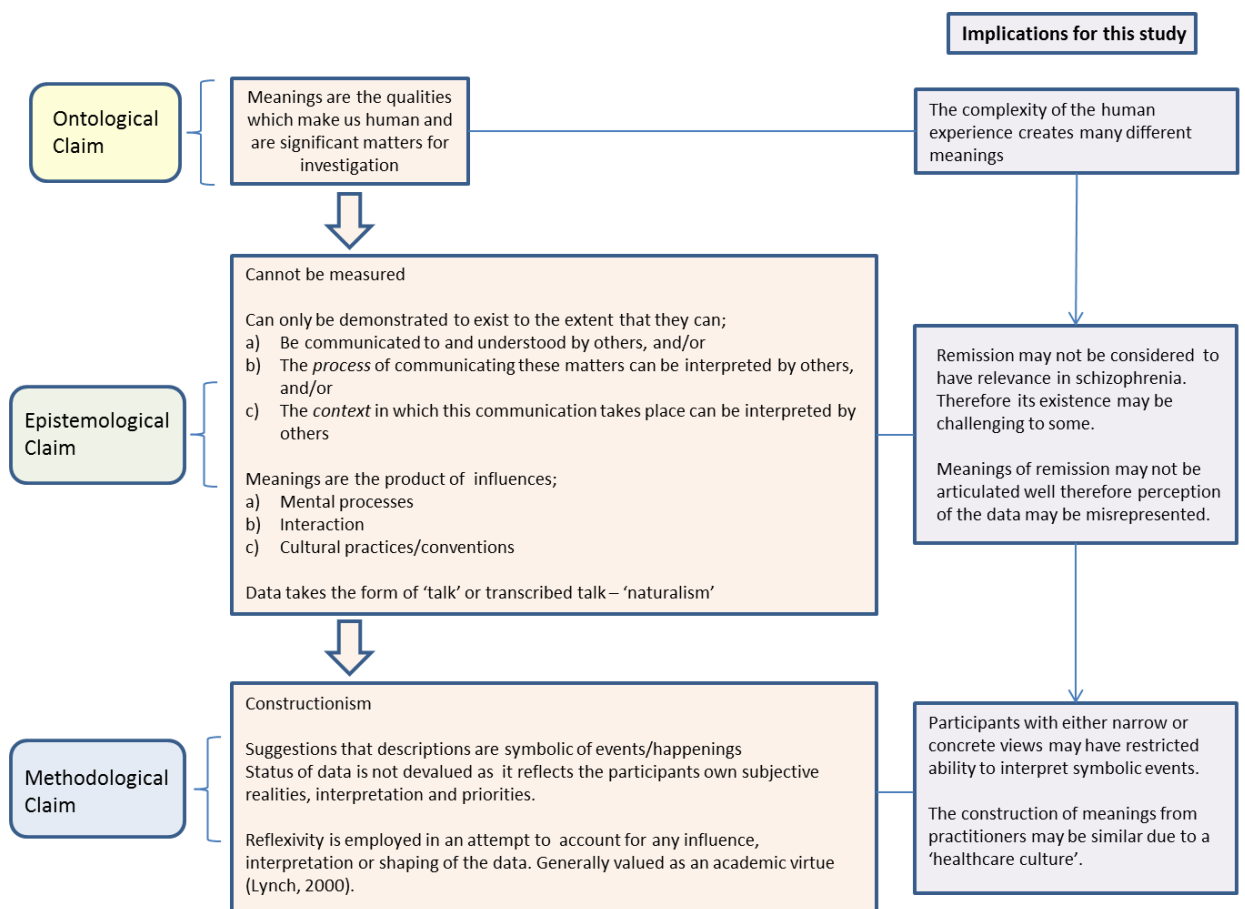 Implications for this study
Ontological
Claim
Meanings are the qualities
which make us human and
are significant matters for
investigation
The complexity of the human
experience creates many different
meanings
Epistemological
Claim
Cannot be measured
Can only be demonstrated to exist to the extent that they can;
a) Be communicated to and understood by others, and/or
b) The process of communicating these matters can be interpreted by others,
and/or
c) The context in which this communication takes place can be interpreted by
others
Meanings are the product of influences;
a) Mental processes
b) Interaction
c) Cultural practices/conventions
Data takes the form of ‘talk’ or transcribed talk – ‘naturalism’
Remission may not be considered to
have relevance in schizophrenia.
Therefore its existence may be
challenging to some.
Meanings of remission may not be
articulated well therefore perception
of the data may be misrepresented.
Methodological
Claim
Constructionism
Suggestions that descriptions are symbolic of events/happenings
Status of data is not devalued as it reflects the participants own subjective
realities, interpretation and priorities.
Reflexivity is employed in an attempt to account for any influence,
interpretation or shaping of the data. Generally valued as an academic virtue
(Lynch, 2000).
Participants with either narrow or
concrete views may have restricted
ability to interpret symbolic events.
The construction of meanings from
practitioners may be similar due to a
‘healthcare culture’.